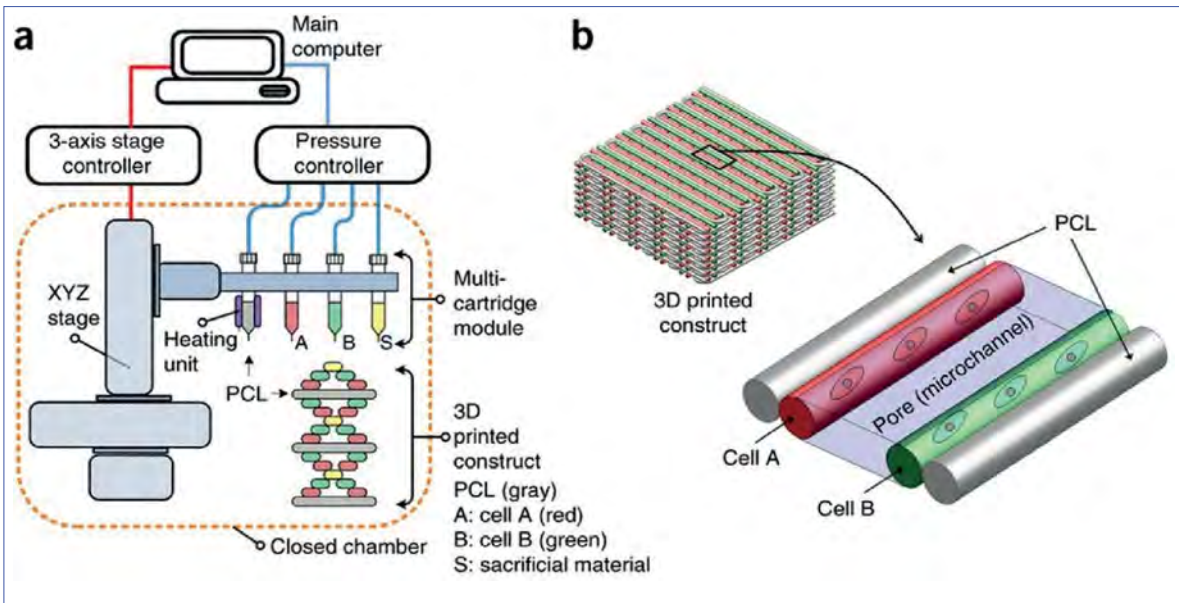 a
Main
computer
3-axis stage
controller
Pressure
controller
XYZ
stage
Heating
unit
A
B
S
Multi-
cartridge
module
PCL
3D
printed
construct
PCL (gray)
A: cell A (red)
B: cell B (green)
S: sacrificial material
Closed chamber
b
3D printed
construct
PCL
Pore (microchannel)
Cell A
Cell B